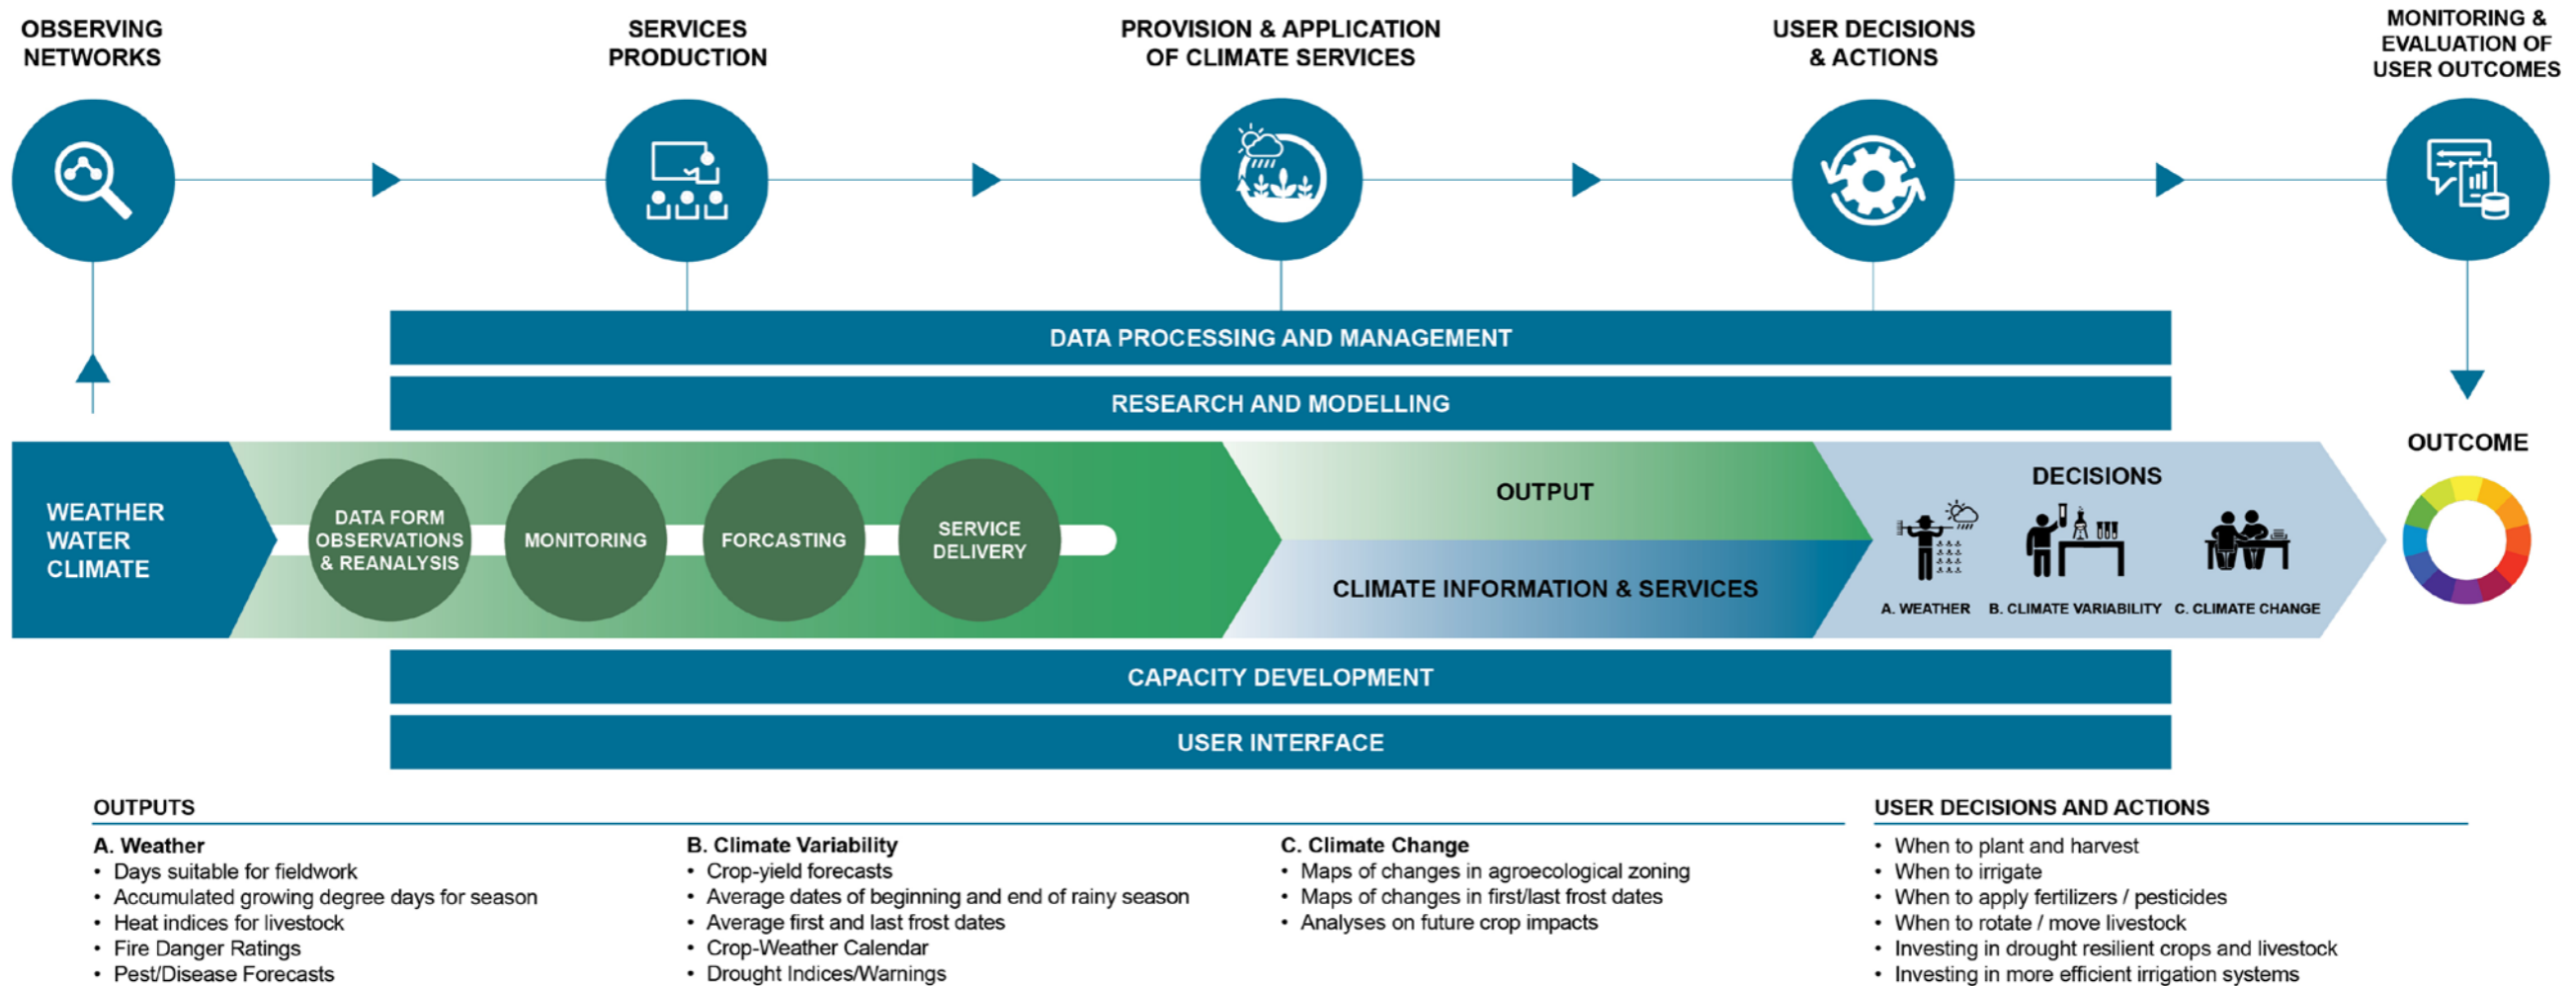 OBSERVING
NETWORKS
SERVICES
PRODUCTION
PROVISION & APPLICATION
OF CLIMATE SERVICES
USER DECISIONS
& ACTIONS
MONITORING &
EVALUATION OF
USER OUTCOMES
DATA PROCESSING AND MANAGEMENT
RESEARCH AND MODELLING
WEATHER
WATER
CLIMATE
DATA FORM
OBSERVATIONS
& REANALYSIS
MONITORING
FORCASTING
SERVICE
DELIVERY
OUTPUT
CLIMATE INFORMATION & SERVICES
DECISIONS
A. WEATHER
B. CLIMATE VARIABILITY
C. CLIMATE CHANGE
OUTCOME
CAPACITY DEVELOPMENT
USER INTERFACE
OUTPUTS
A. Weather
• Days suitable for fieldwork
• Accumulated growing degree days for season
• Heat indices for livestock
• Fire Danger Ratings
• Pest/Disease Forecasts
B. Climate Variability
• Crop-yield forecasts
• Average dates of beginning and end of rainy season
• Average first and last frost dates
• Crop-Weather Calendar
• Drought Indices/Warnings
C. Climate Change
• Maps of changes in agroecological zoning
• Maps of changes in first/last frost dates
• Analyses on future crop impacts
USER DECISIONS AND ACTIONS
• When to plant and harvest
• When to irrigate
• When to apply fertilizers / pesticides
• When to rotate / move livestock
• Investing in drought resilient crops and livestock
• Investing in more efficient irrigation systems